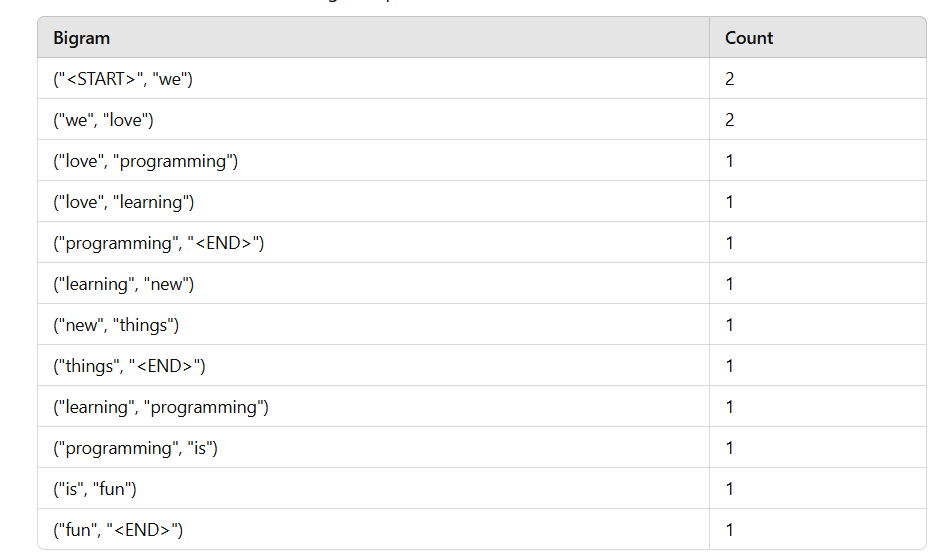 Bigram Count
("<START>", "we") 2
("we", "love") 2
("love", "programming") 1
("love", "learning") 1
("programming", "<END>") 1
("learning", "new") 1
("new", "things") 1
("things", "<END>") 1
("learning", "programming") 1
("programming", "is") 1
("is", "fun") 1
("fun", "<END>") 1